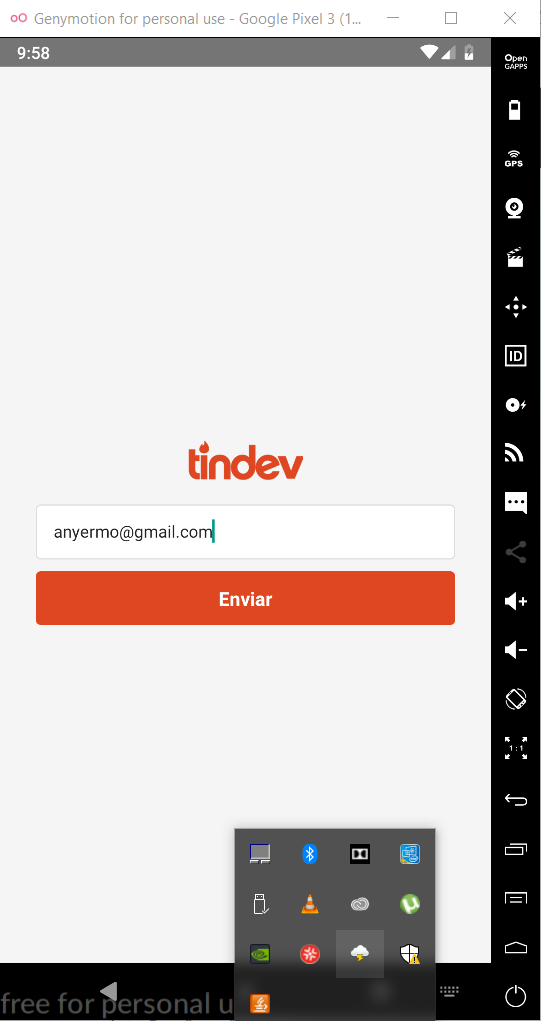 Genymotion for personal use - Google Pixel 3 (1...
9:58
Open
GAPPS
GPS
ID
tindev
anyermo@gmail.com
Enviar
1:1
free for personal u